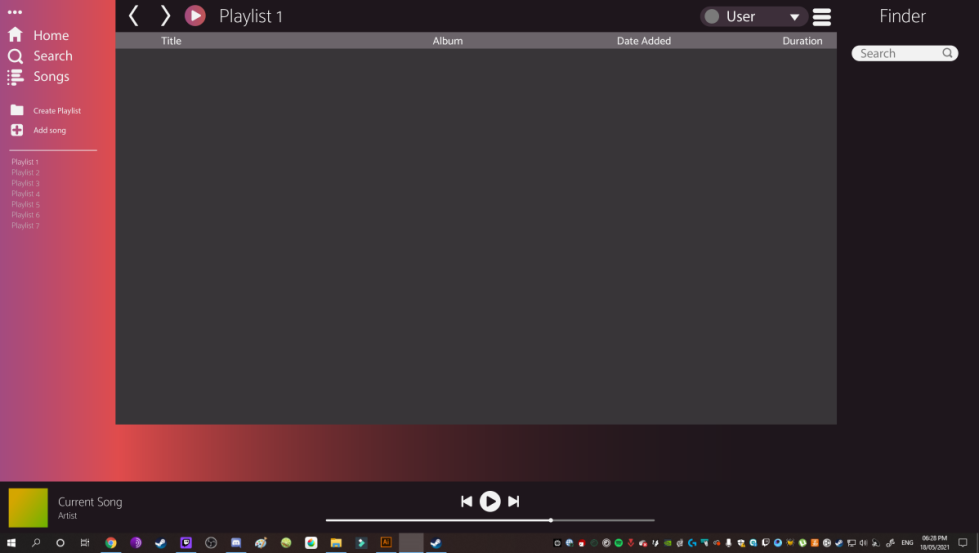 Playlist 1
User
Finder
Home
Search
Songs
Create Playlist
Add song
Playlist 1
Playlist 2
Playlist 3
Playlist 4
Playlist 5
Playlist 6
Playlist 7
Title Album Date Added Duration
Search
Current Song
Artist
Ai
ENG
06:28 PM
18/05/2021